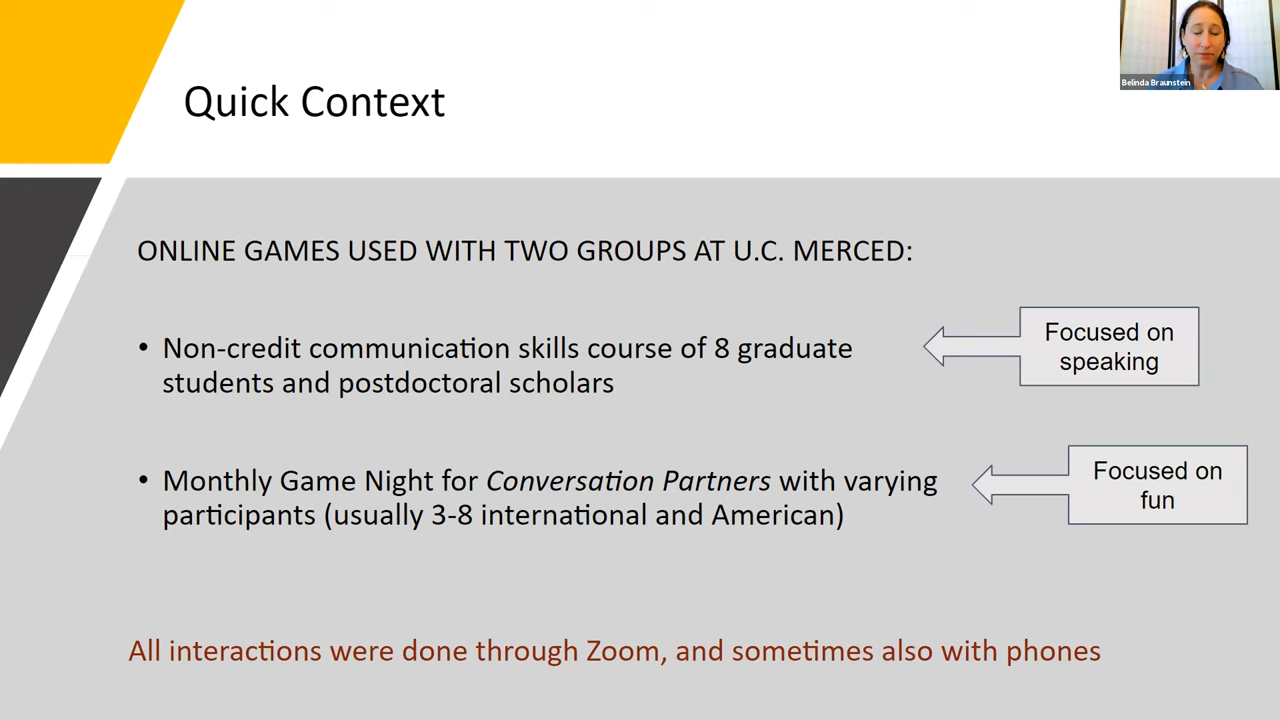 Belinda Braunstein
Quick Context
ONLINE GAMES USED WITH TWO GROUPS AT U.C. MERCED:
• Non-credit communication skills course of 8 graduate
students and postdoctoral scholars
Focused on
speaking
• Monthly Game Night for Conversation Partners with varying
participants (usually 3-8 international and American)
Focused on
fun
All interactions were done through Zoom, and sometimes also with phones